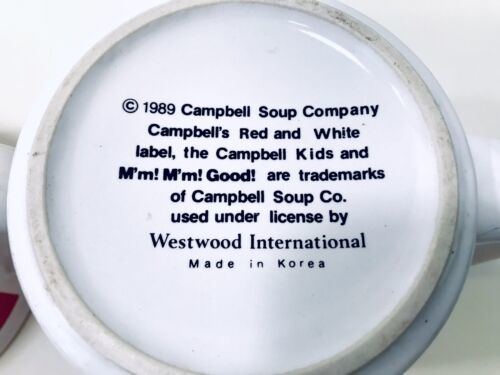 © 1989 Campbell Soup Company
Campbell's Red and White
label, the Campbell Kids and
M'm! M'm! Good! are trademarks
of Campbell Soup Co.
used under license by
Westwood International
Made in Korea